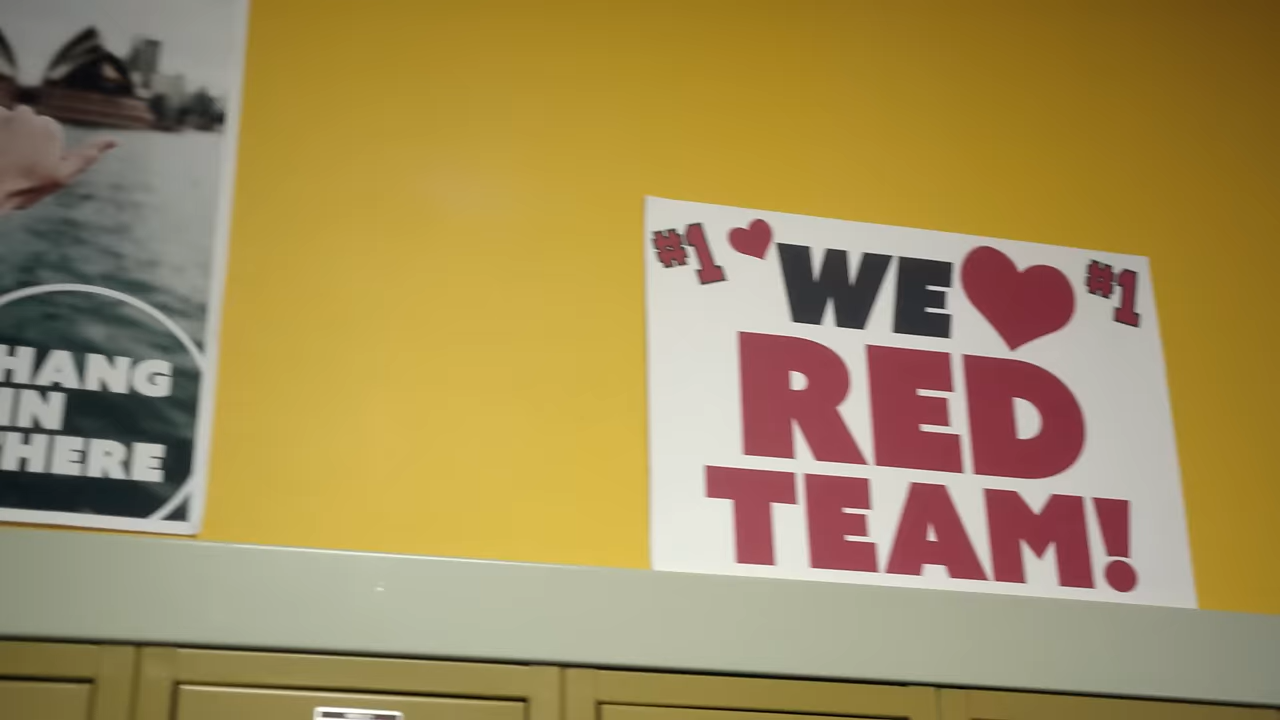 HANG
IN
THERE
#1 WE #1
RED
TEAM!